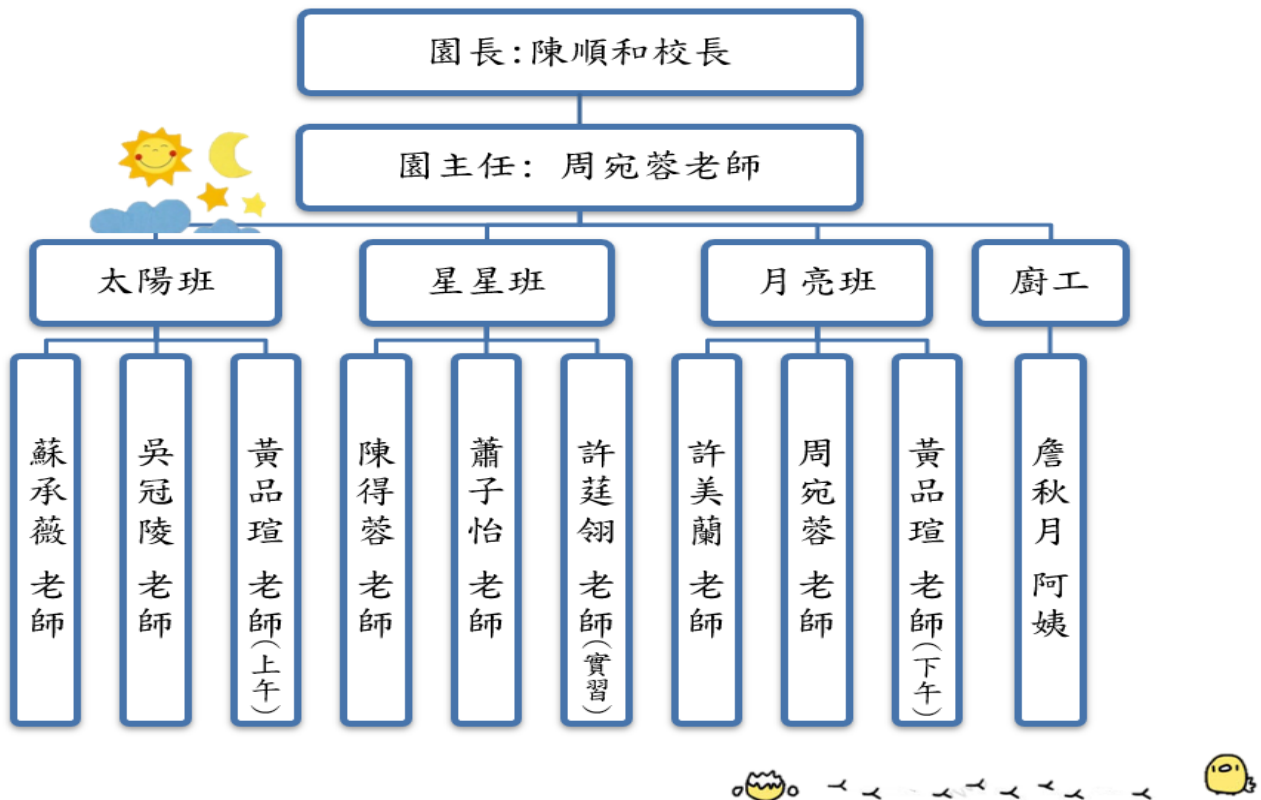 園長:陳順和校長
園主任: 周宛蓉老師
太陽班
星星班
月亮班
廚工
蘇承薇 老師
吳冠陵 老師
黃品瑄 老師(上午)
陳得蓉 老師
蕭子怡 老師
許莛翎 老師(實習)
許美蘭 老師
周宛蓉 老師
黃品瑄 老師(下午)
詹秋月 阿姨